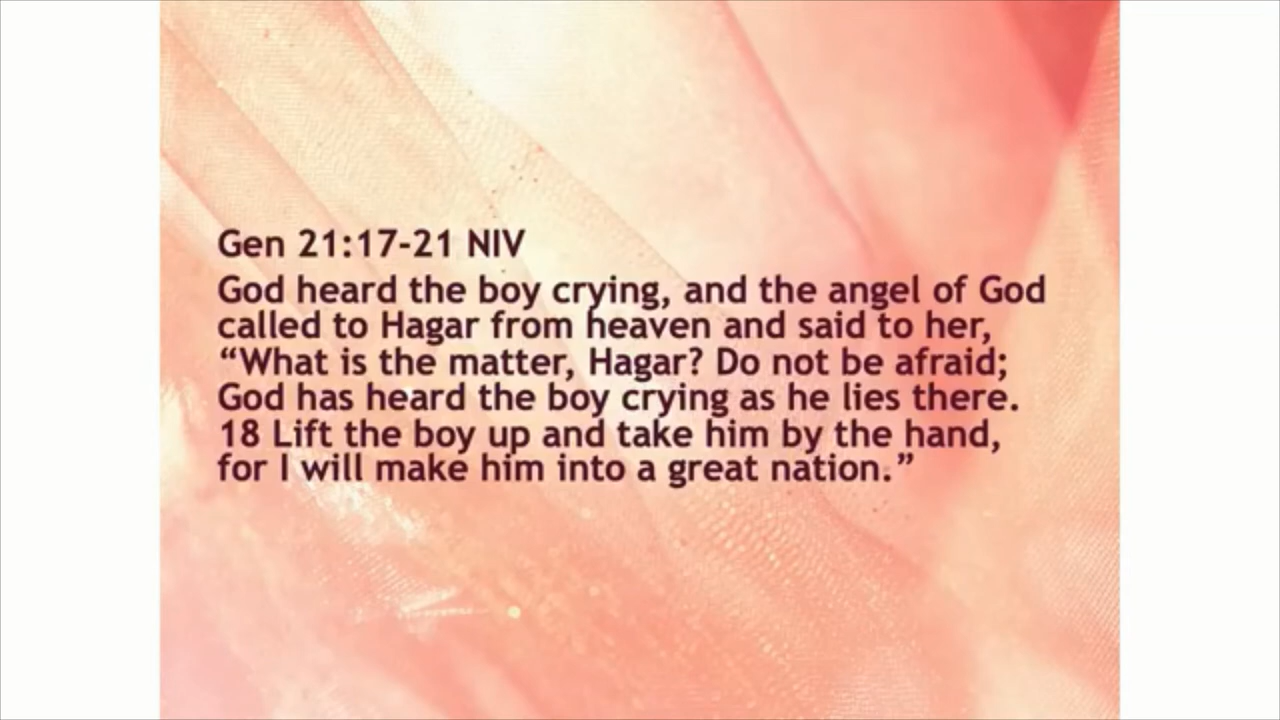 Gen 21:17-21 NIV
God heard the boy crying, and the angel of God
called to Hagar from heaven and said to her,
“What is the matter, Hagar? Do not be afraid;
God has heard the boy crying as he lies there.
18 Lift the boy up and take him by the hand,
for I will make him into a great nation.”